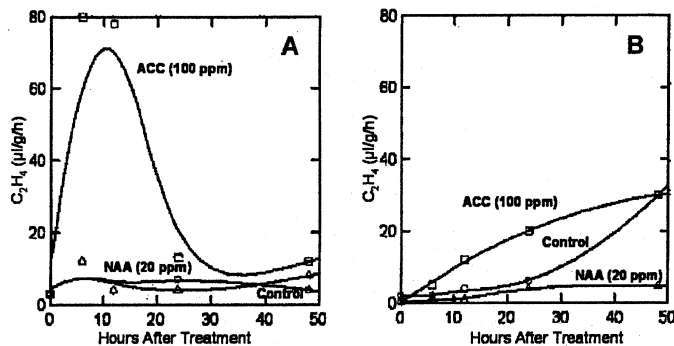 80
60
40
20
0
C2H4 (µl/g/h)
A
ACC (100 ppm)
NAA (20 ppm)
Control
0 10 20 30 40 50
Hours After Treatment
80
60
40
20
0
C2H4 (µl/g/h)
B
ACC (100 ppm)
Control
NAA (20 ppm)
0 10 20 30 40 50
Hours After Treatment